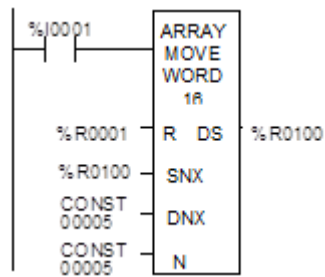 %I0001
ARRAY
MOVE
WORD
16
%R0001 R DS %R0100
%R0100 SNX
CONST
00005 DNX
CONST
00005 N